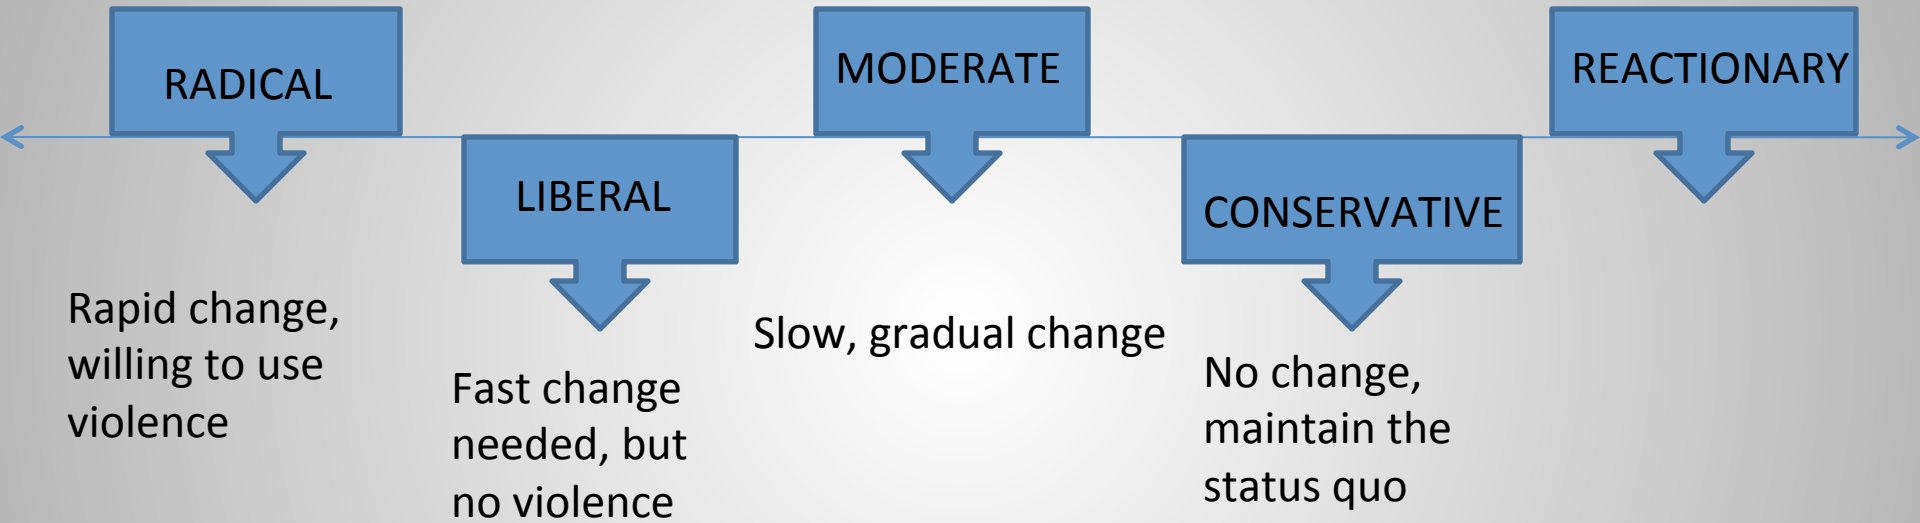 RADICAL
Rapid change,
willing to use
violence
LIBERAL
Fast change
needed, but
no violence
MODERATE
Slow, gradual change
CONSERVATIVE
No change,
maintain the
status quo
REACTIONARY